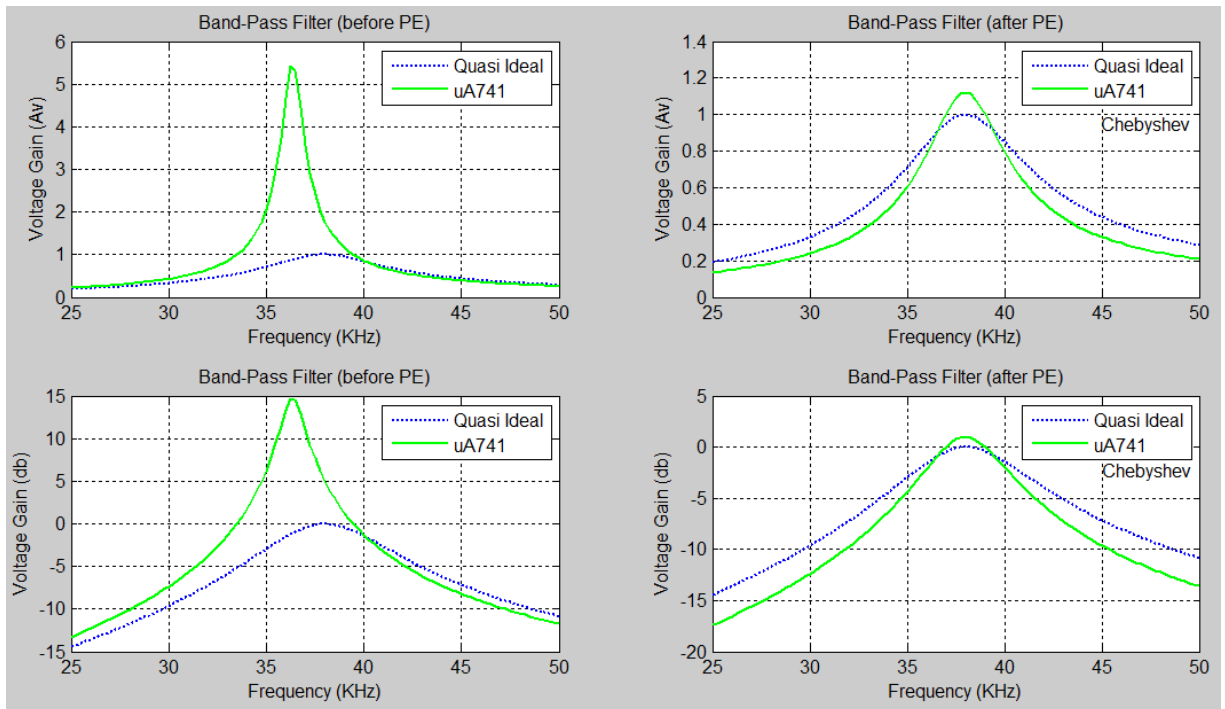 Band-Pass Filter (before PE)
Voltage Gain (Av)
6
5
4
3
2
1
0
Quasi Ideal
uA741
25 30 35 40 45 50
Frequency (KHz)
Band-Pass Filter (after PE)
Voltage Gain (Av)
1.4
1.2
1
0.8
0.6
0.4
0.2
0
Quasi Ideal
uA741
Chebyshev
25 30 35 40 45 50
Frequency (KHz)
Band-Pass Filter (before PE)
Voltage Gain (db)
15
10
5
0
-5
-10
-15
Quasi Ideal
uA741
25 30 35 40 45 50
Frequency (KHz)
Band-Pass Filter (after PE)
Voltage Gain (db)
5
0
-5
-10
-15
-20
Quasi Ideal
uA741
Chebyshev
25 30 35 40 45 50
Frequency (KHz)